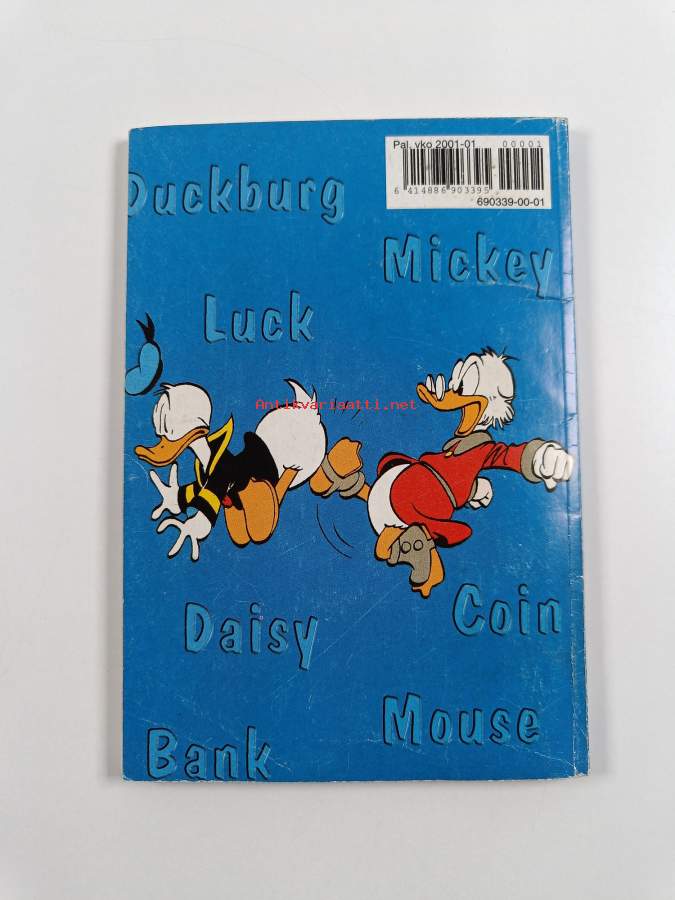 Pal. vko 2001-01
00001
6 414886 903395
690339-00-01
Duckburg
Mickey
Luck
Antikvariaatti.net
Daisy
Coin
Mouse
Bank